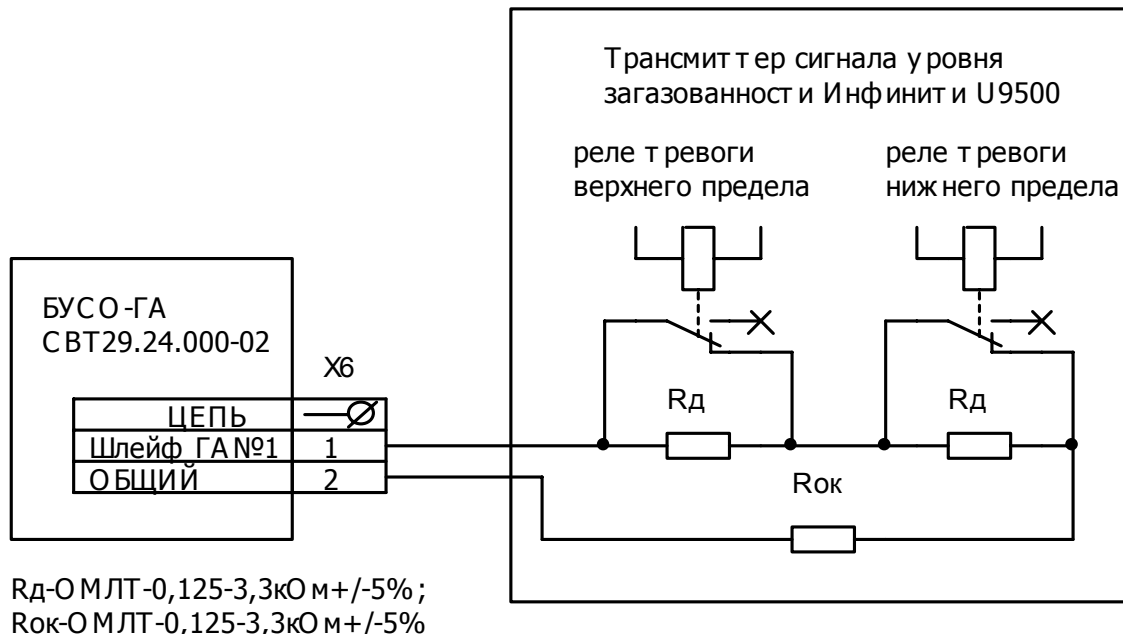 Трансмиттер сигнала уровня
загазованности Инфинити U9500
реле тревоги
верхнего предела
реле тревоги
нижнего предела
БУСО-ГА
СВТ29.24.000-02
X6
ЦЕПЬ
Шлейф ГА№1 1
ОБЩИЙ 2
Rд
Rд
Rок
Rд-ОМЛТ-0,125-3,3кОм+/-5%;
Rок-ОМЛТ-0,125-3,3кОм+/-5%